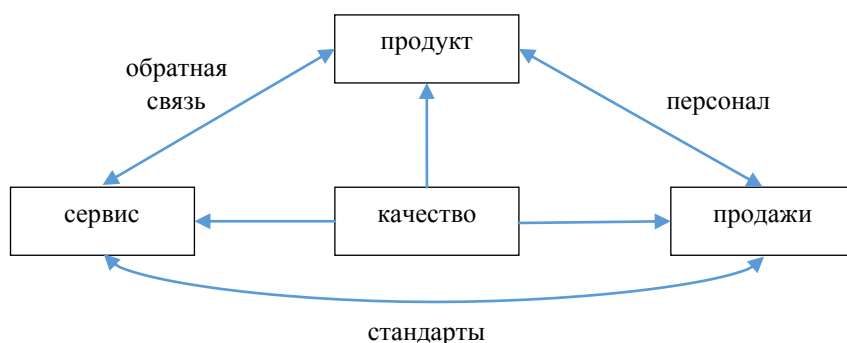 продукт
обратная
связь
персонал
сервис
качество
продажи
стандарты